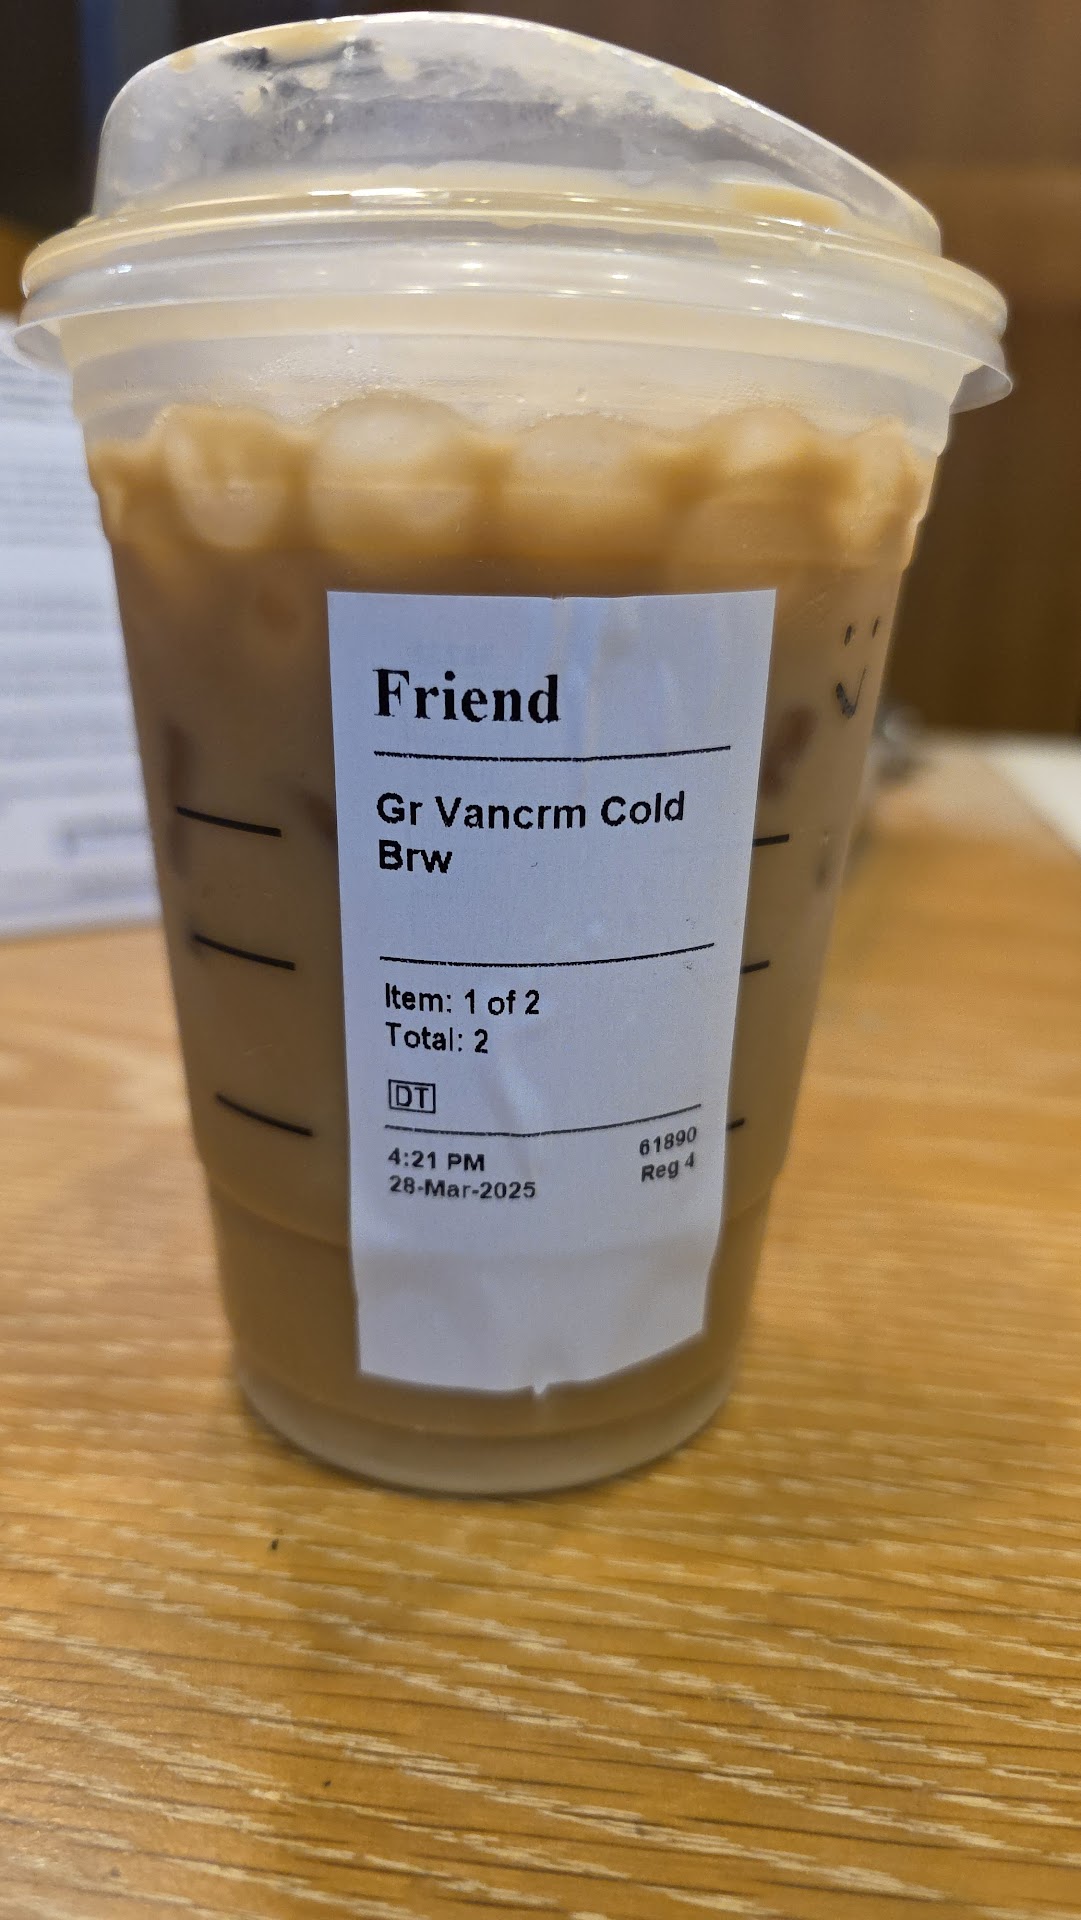 Friend
Gr Vancrm Cold
Brw
Item: 1 of 2
Total: 2
DT
4:21 PM
61890
28-Mar-2025
Reg 4